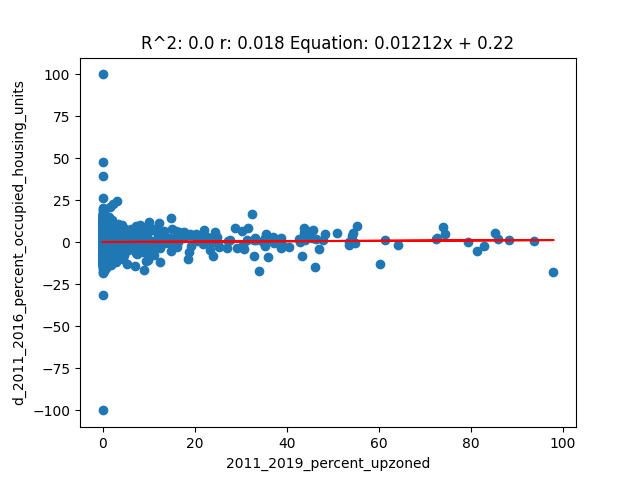 R^2: 0.0 r: 0.018 Equation: 0.01212x + 0.22
d_2011_2016_percent_occupied_housing_units
100
75
50
25
0
−25
−50
−75
−100
0 20 40 60 80 100
2011_2019_percent_upzoned